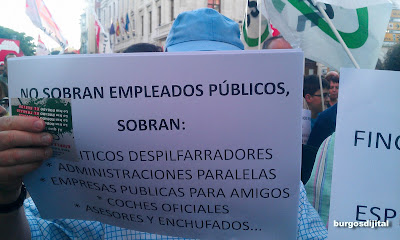 NO SOBRAN EMPLEADOS PÚBLICOS,
SOBRAN:
ITICOS DESPILFARRADORES
* ADMINISTRACIONES PARALELAS
* EMPRESAS PUBLICAS PARA AMIGOS
* COCHES OFICIALES
* ASESORES Y ENCHUFADOS...
FINC
ESP
burgosdijital